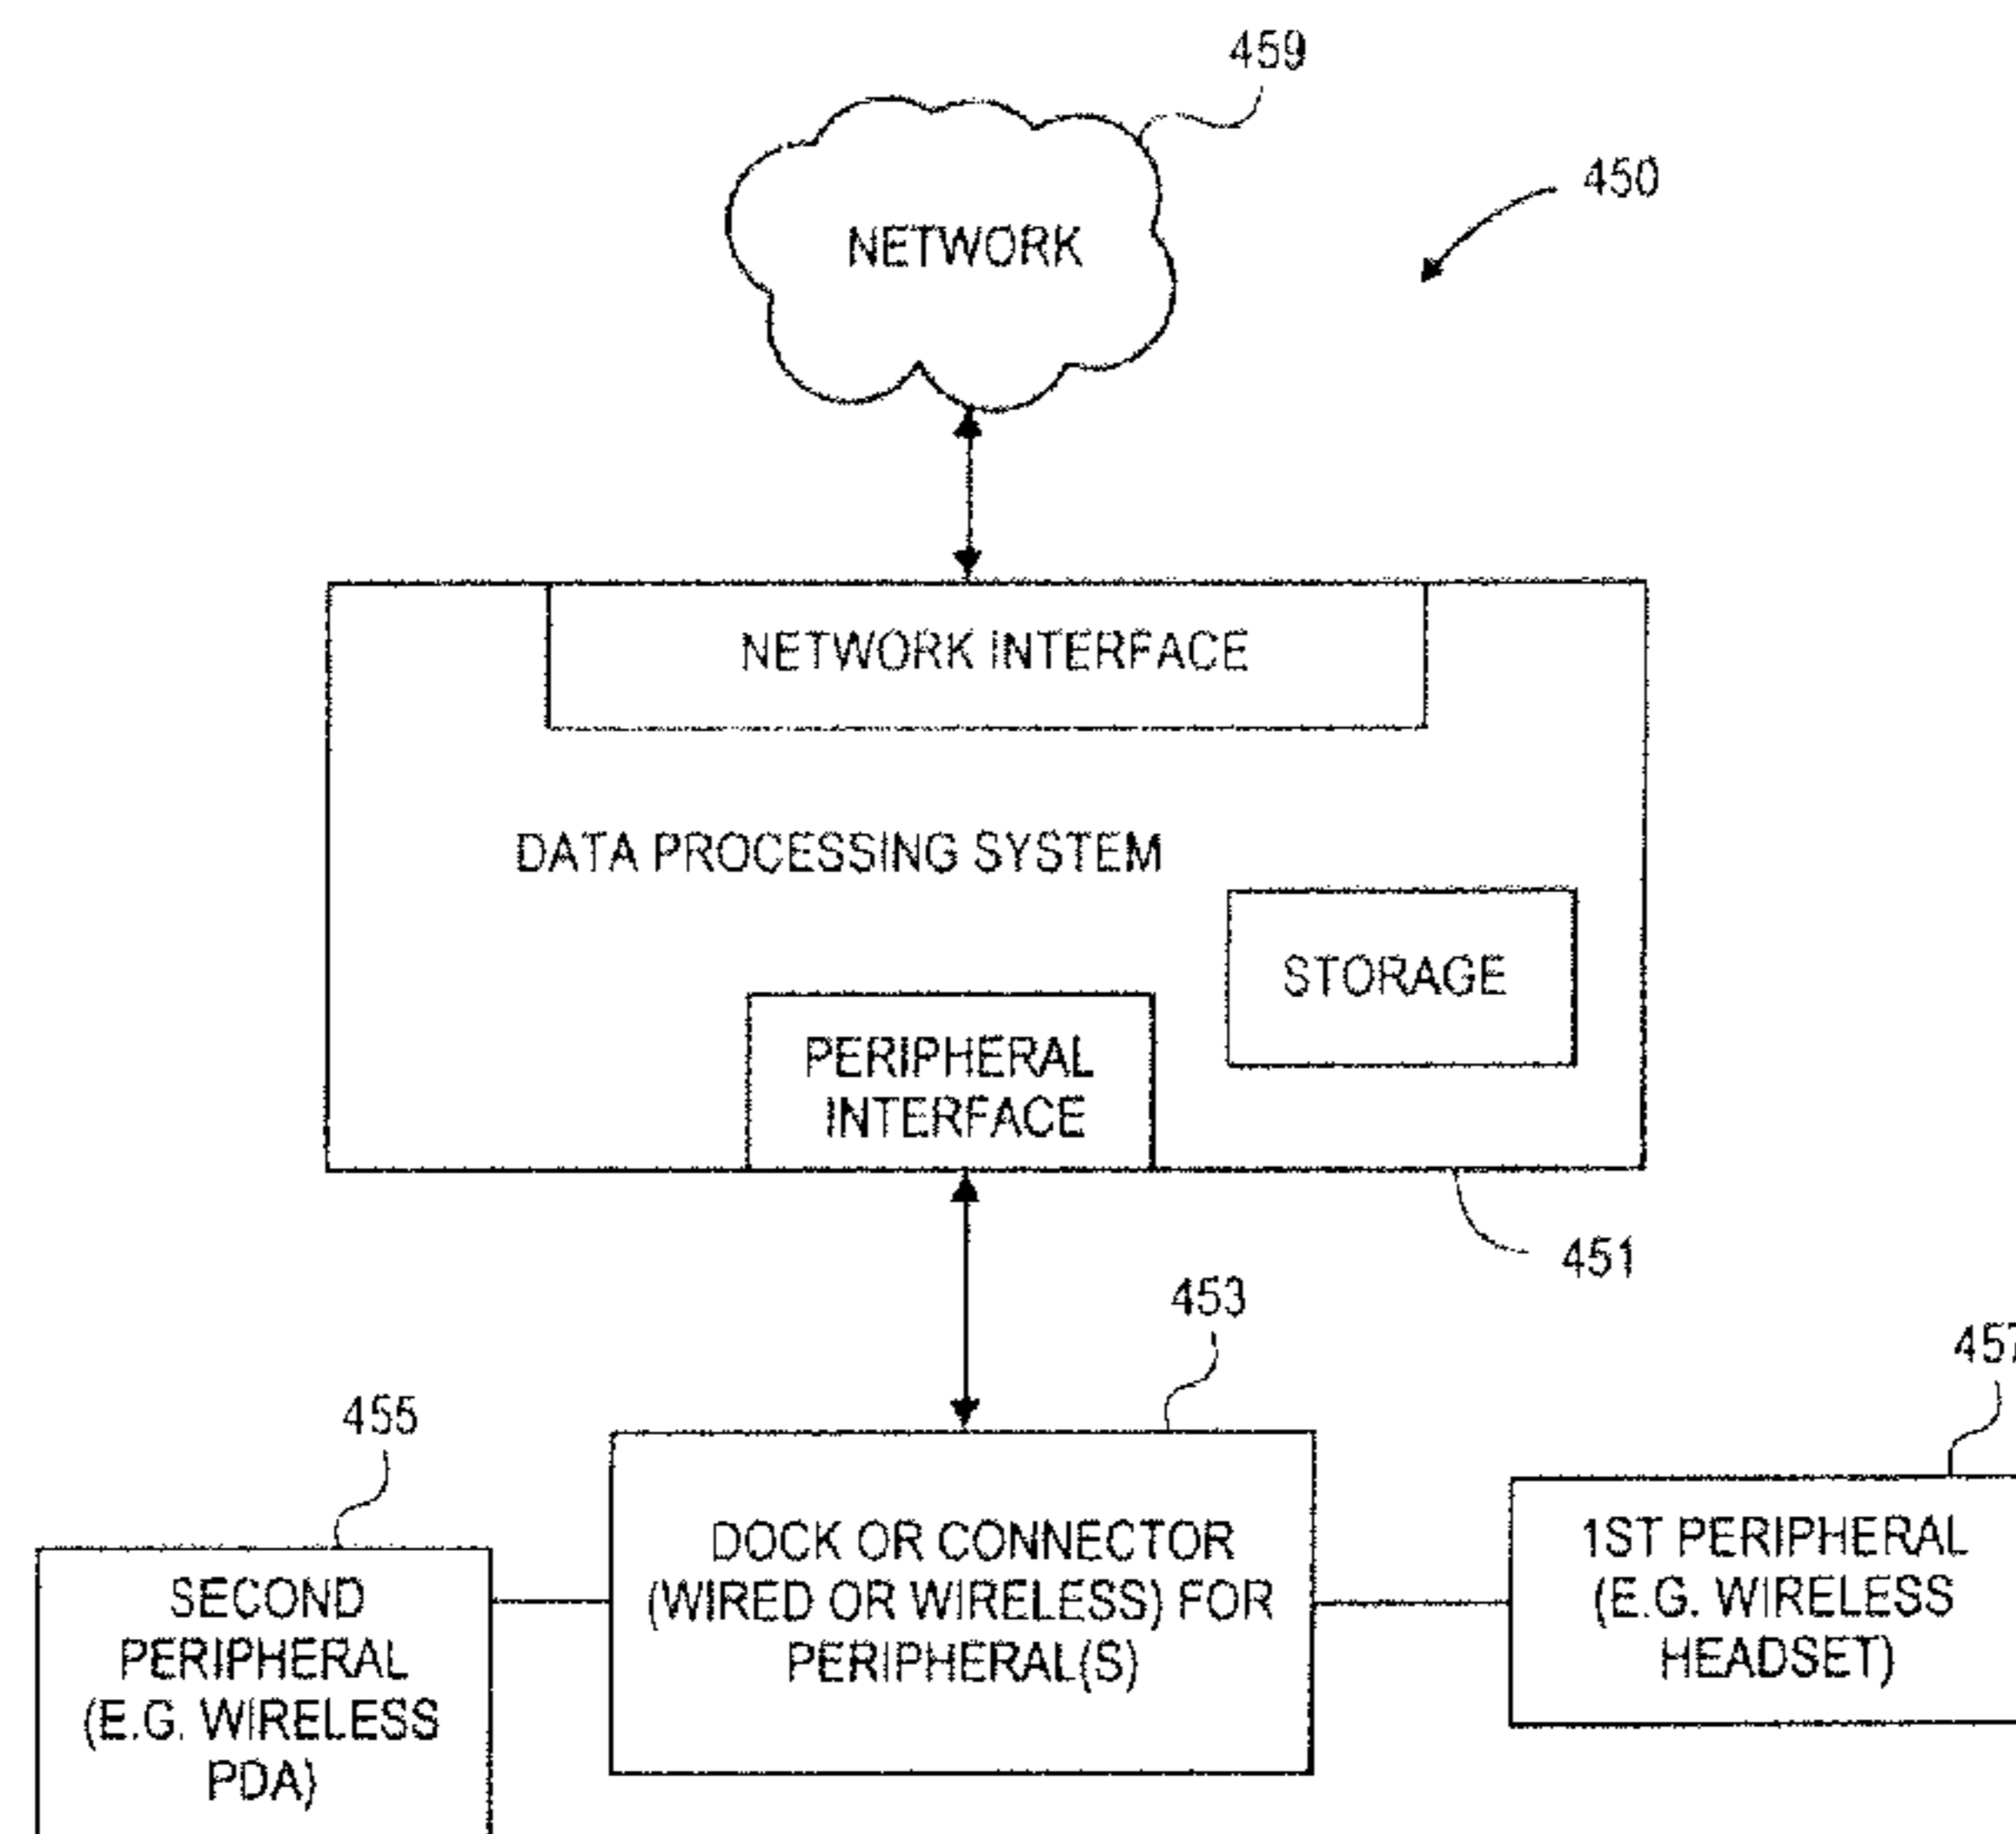 459
450
NETWORK
NETWORK INTERFACE
DATA PROCESSING SYSTEM
STORAGE
PERIPHERAL
INTERFACE
451
453
457
455
DOCK OR CONNECTOR
(WIRED OR WIRELESS) FOR
PERIPHERAL(S)
1ST PERIPHERAL
(E.G. WIRELESS
HEADSET)
SECOND
PERIPHERAL
(E.G. WIRELESS
PDA)